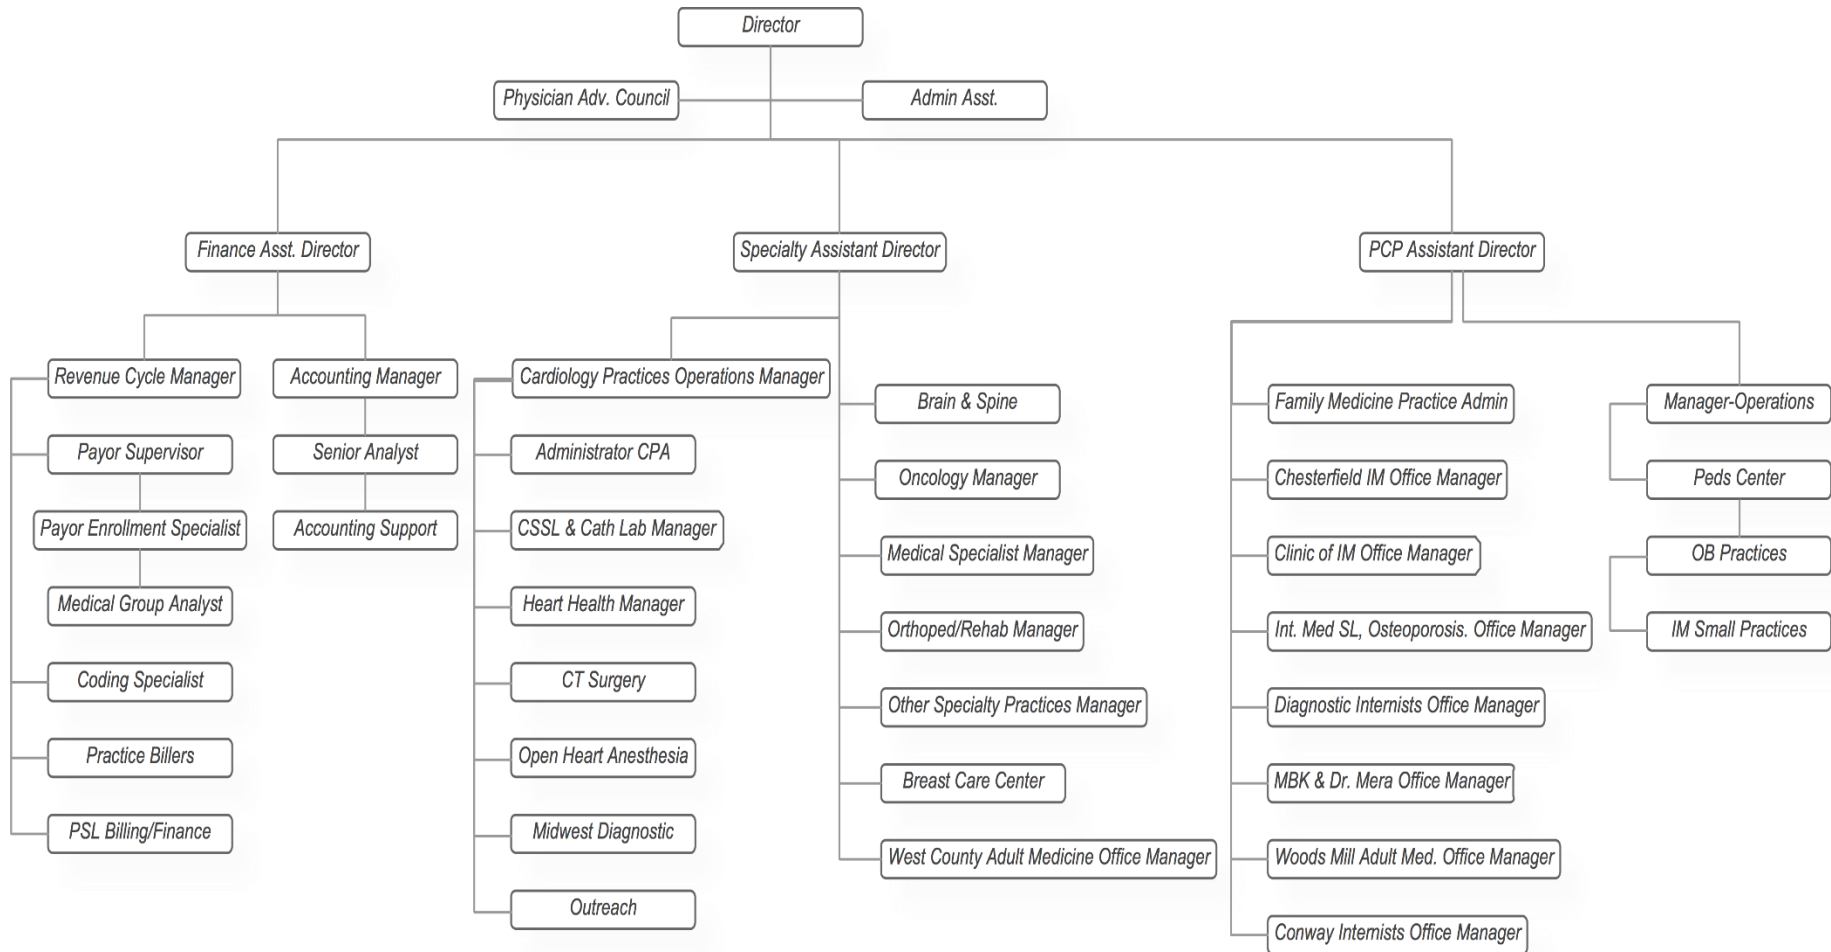 Director
Physician Adv. Council
Admin Asst.
Finance Asst. Director
Specialty Assistant Director
PCP Assistant Director
Revenue Cycle Manager
Payor Supervisor
Payor Enrollment Specialist
Medical Group Analyst
Coding Specialist
Practice Billers
PSL Billing/Finance
Accounting Manager
Senior Analyst
Accounting Support
Cardiology Practices Operations Manager
Administrator CPA
CSSL & Cath Lab Manager
Heart Health Manager
CT Surgery
Open Heart Anesthesia
Midwest Diagnostic
Outreach
Brain & Spine
Oncology Manager
Medical Specialist Manager
Orthoped/Rehab Manager
Other Specialty Practices Manager
Breast Care Center
West County Adult Medicine Office Manager
Family Medicine Practice Admin
Chesterfield IM Office Manager
Clinic of IM Office Manager
Int. Med SL, Osteoporosis. Office Manager
Diagnostic Internists Office Manager
MBK & Dr. Mera Office Manager
Woods Mill Adult Med. Office Manager
Conway Internists Office Manager
Manager-Operations
Peds Center
OB Practices
IM Small Practices